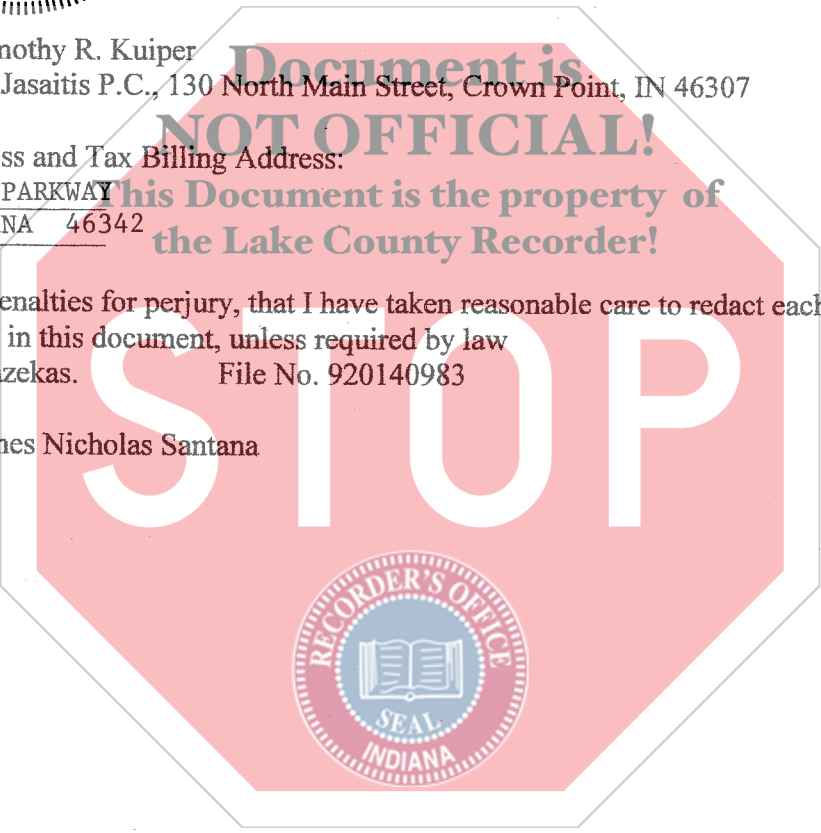 mothy R. Kuiper
Document is
Jasaitis P.C., 130 North Main Street, Crown Point, IN 46307
NOT OFFICIAL!
ss and Tax Billing Address:
PARKWAY
This Document is the property of
NA 46342
the Lake County Recorder!
enalties for perjury, that I have taken reasonable care to redact each
in this document, unless required by law
zekas. File No. 920140983
nes Nicholas Santana
STOP
RECORDER'S OFFICE
SEAL
INDIANA